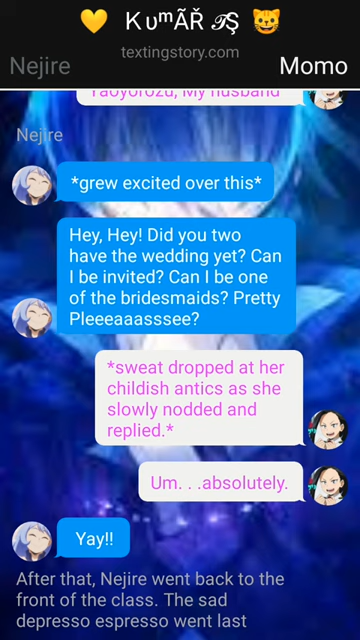 💛 Kᴜᵐ ÃŘ 𝒯Ş 😺
textingstory.com
Nejire Momo
Yaoyorozu, My husband
Nejire
*grew excited over this*
Hey, Hey! Did you two
have the wedding yet? Can
I be invited? Can I be one
of the bridesmaids? Pretty
Pleeeaaasssee?
*sweat dropped at her
childish antics as she
slowly nodded and
replied.*
Um. . .absolutely.
Yay!!
After that, Nejire went back to the
front of the class. The sad
depresso espresso went last